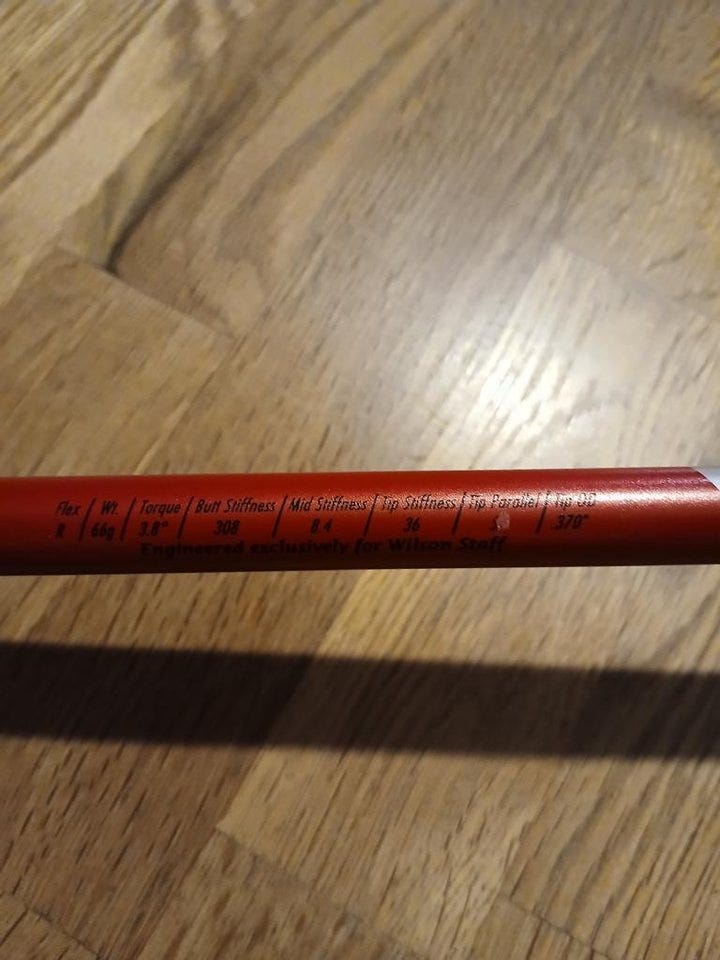 Flex / Wt. / Torque / Butt Stiffness / Mid Stiffness / Tip Stiffness / Tip Parallel / Tip OD
R / 66g / 3.8° / 308 / 8.4 / 36 / / .370"
Engineered exclusively for Wilson Staff